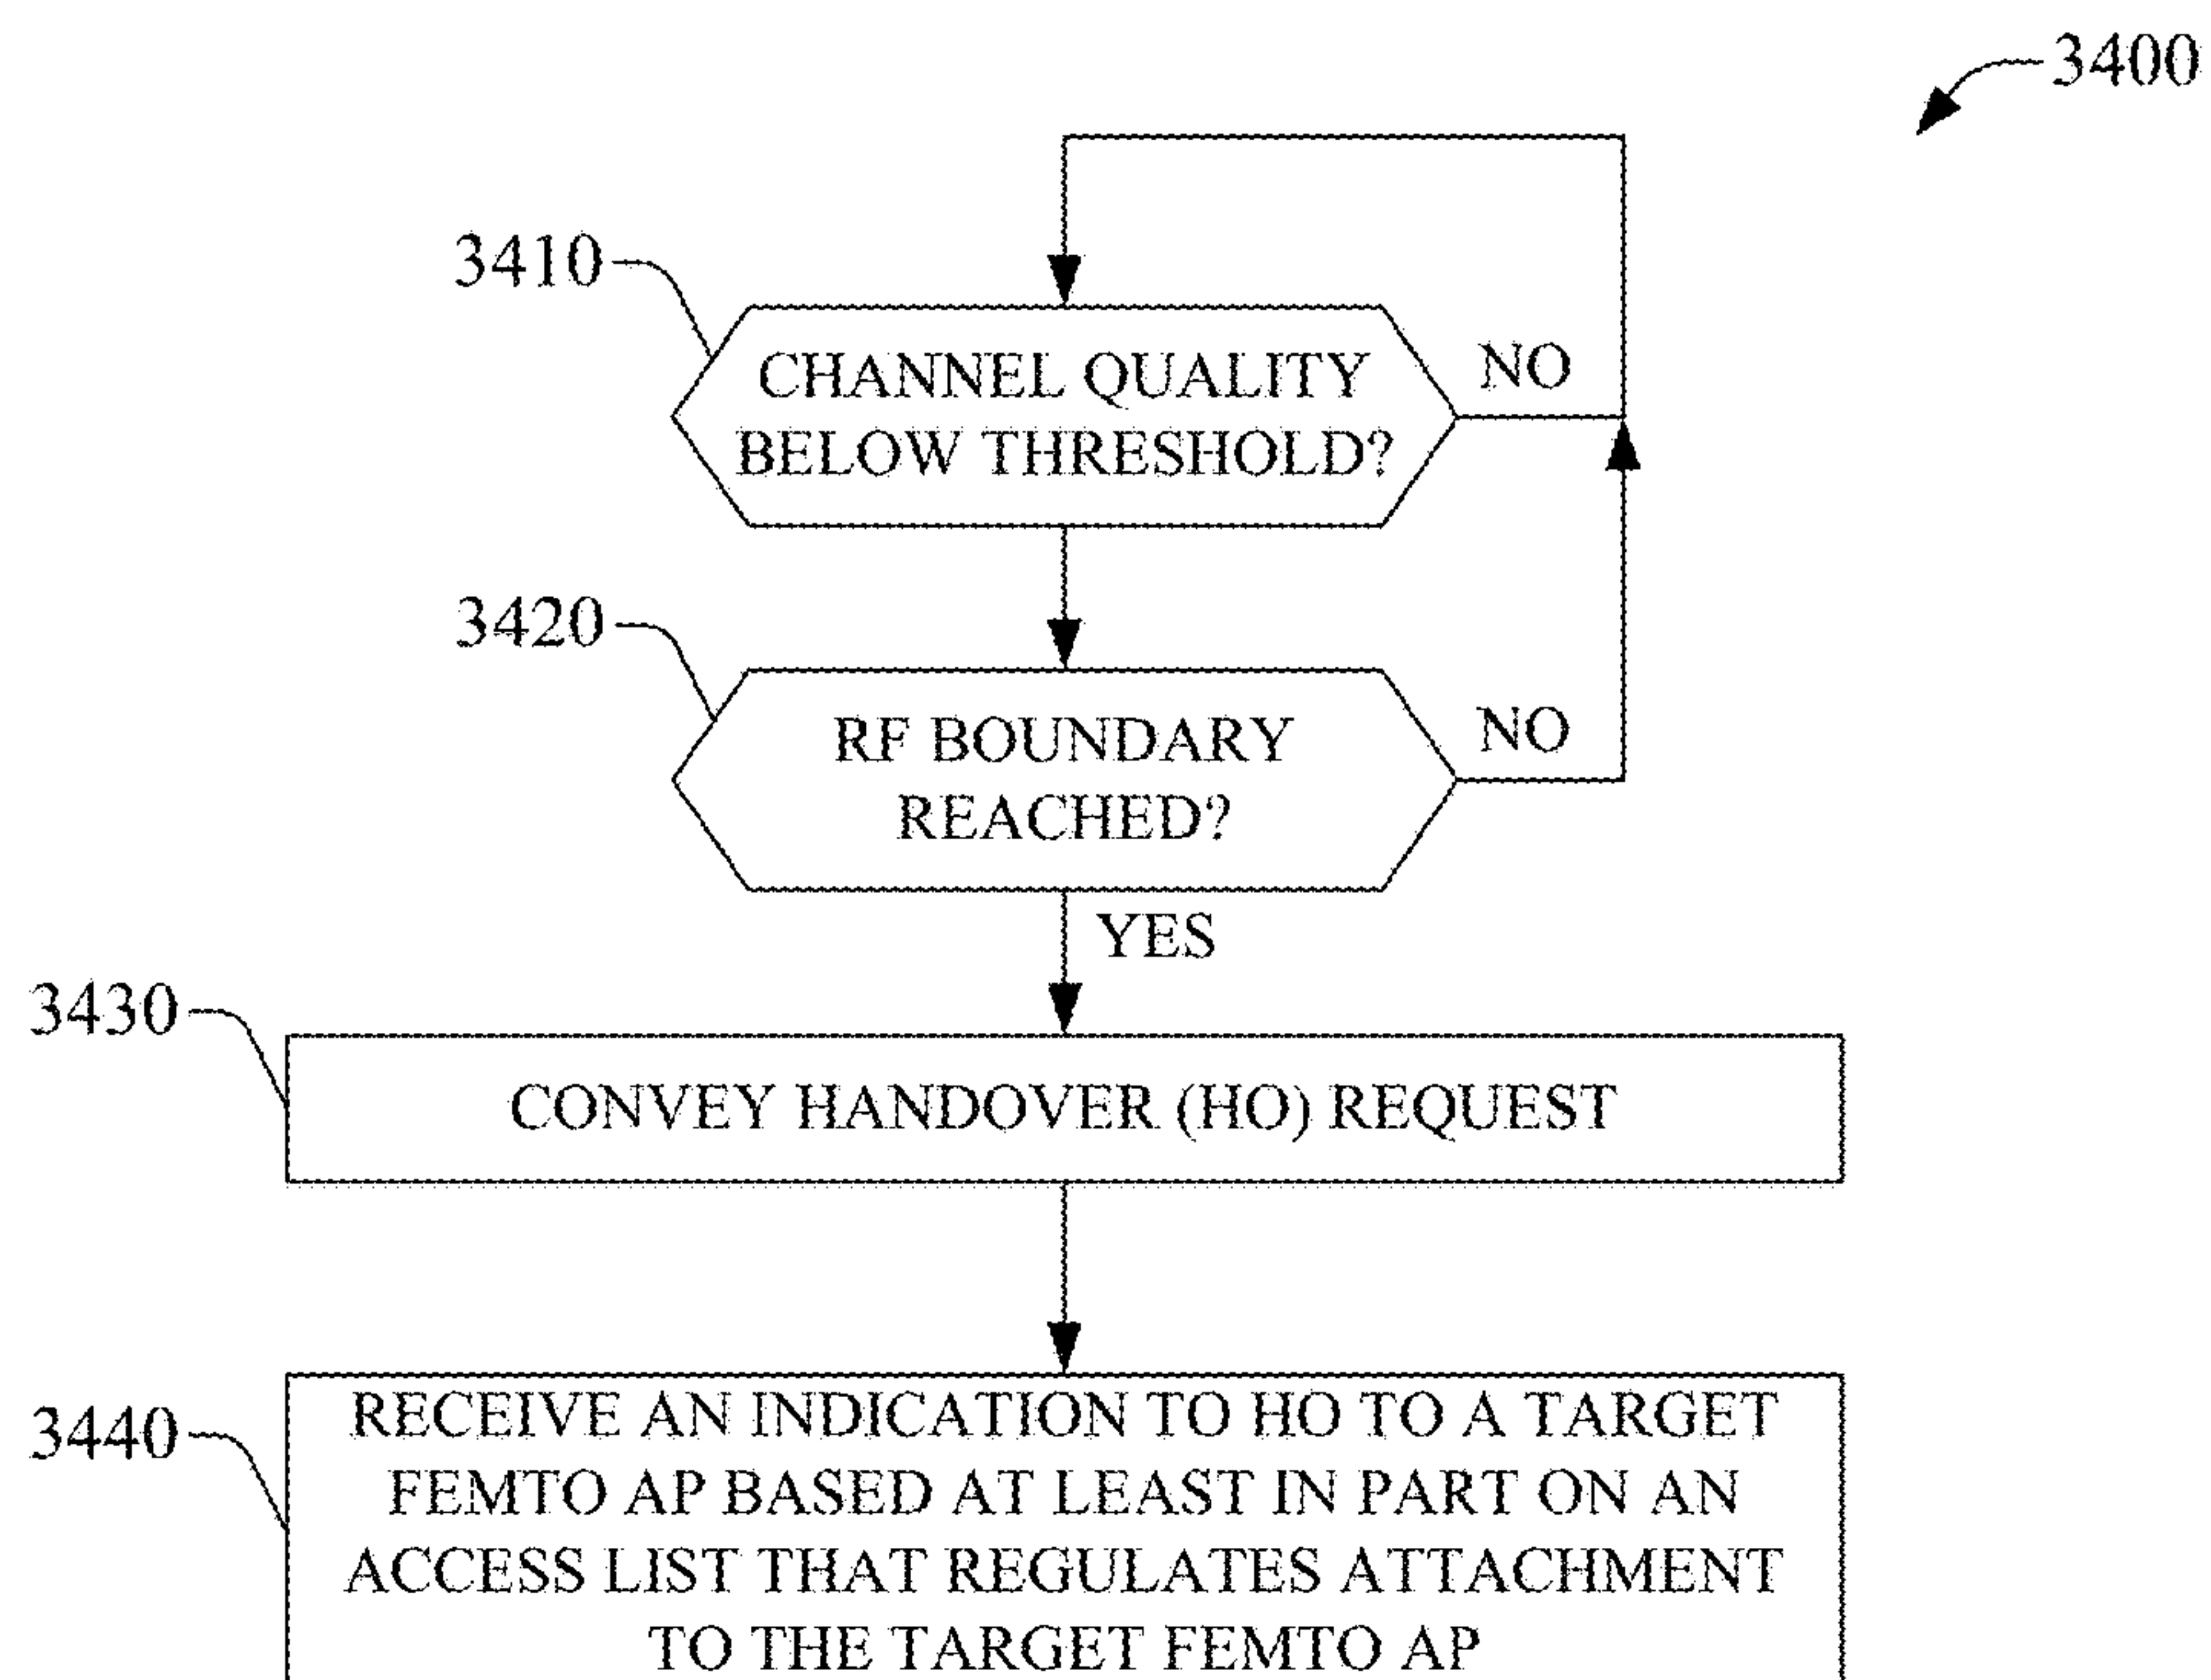 3400
3410
CHANNEL QUALITY
BELOW THRESHOLD?
NO
3420
RF BOUNDARY
REACHED?
NO
YES
3430
CONVEY HANDOVER (HO) REQUEST
3440
RECEIVE AN INDICATION TO HO TO A TARGET
FEMTO AP BASED AT LEAST IN PART ON AN
ACCESS LIST THAT REGULATES ATTACHMENT
TO THE TARGET FEMTO AP